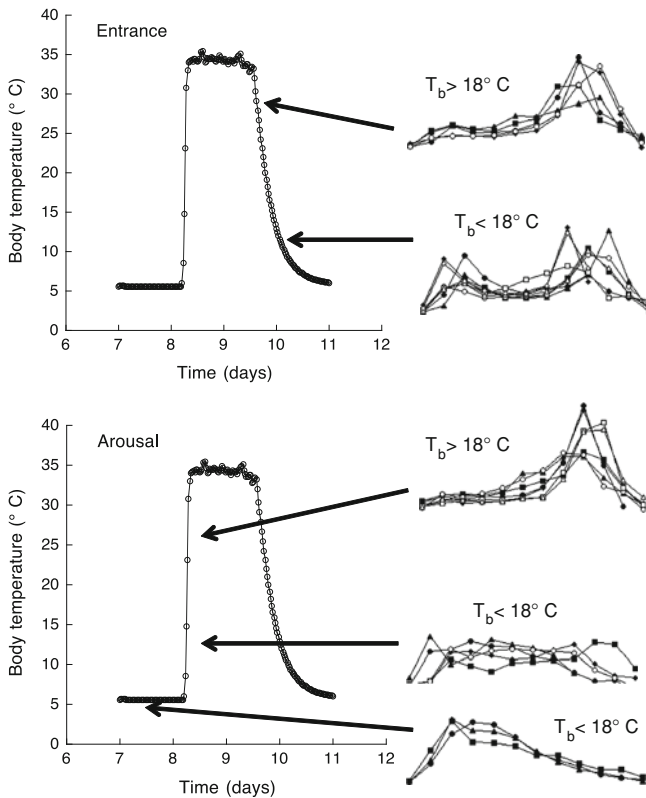 Entrance
Body temperature (° C)
40
35
30
25
20
15
10
5
0
6 7 8 9 10 11 12
Time (days)
T_b > 18° C
T_b < 18° C
Arousal
Body temperature (° C)
40
35
30
25
20
15
10
5
0
6 7 8 9 10 11 12
Time (days)
T_b > 18° C
T_b < 18° C
T_b < 18° C